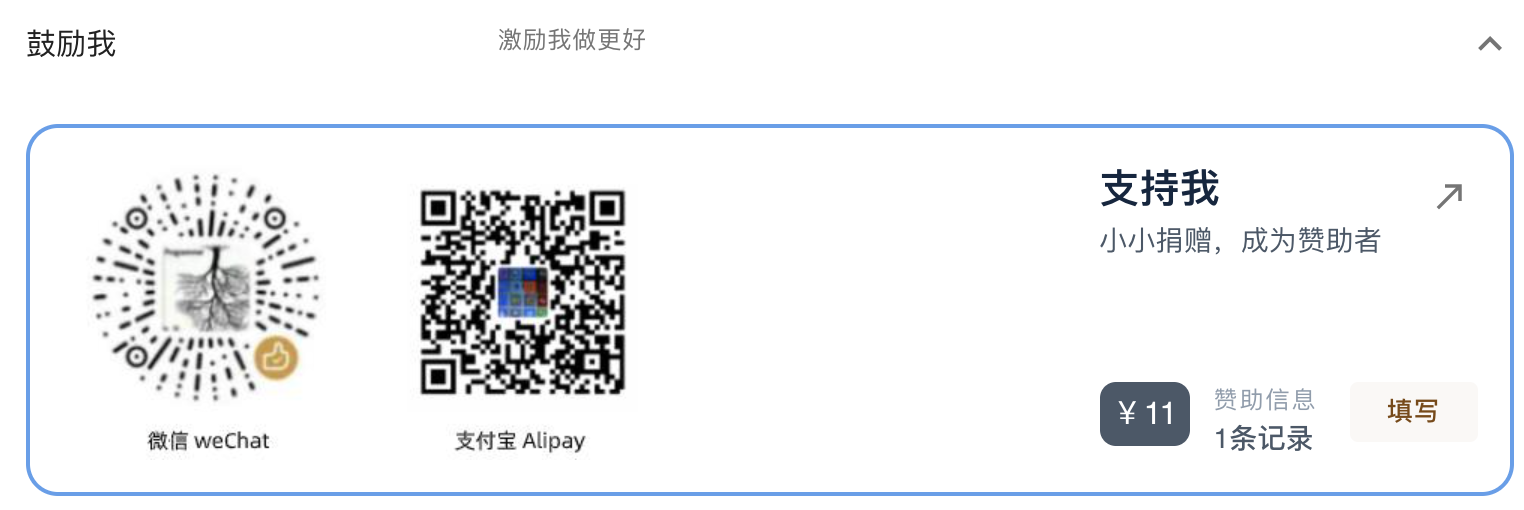 鼓励我
激励我做更好
支持我
小小捐赠，成为赞助者
微信 weChat
支付宝 Alipay
¥ 11
赞助信息
1条记录
填写